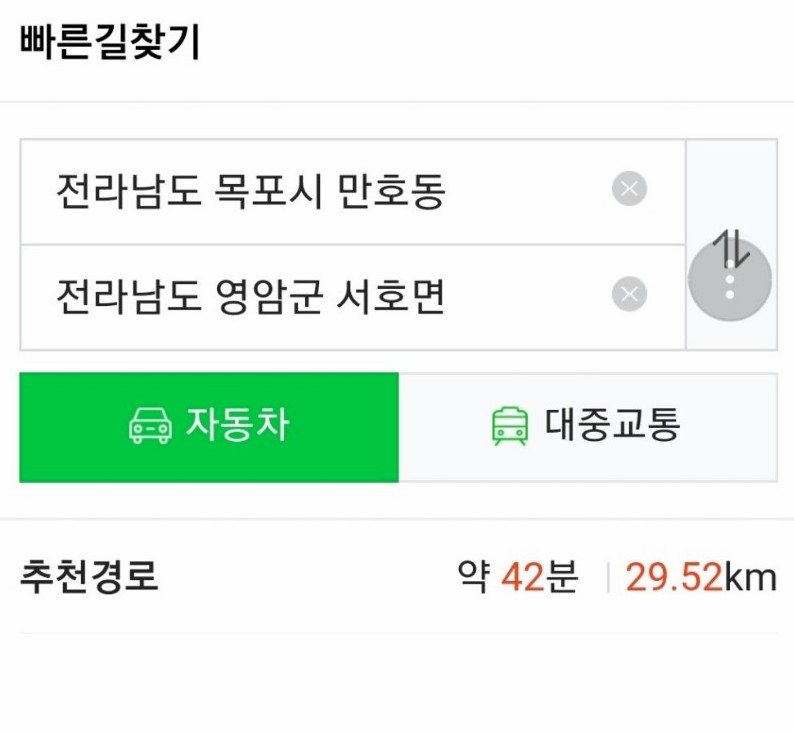 빠른길찾기
전라남도 목포시 만호동
전라남도 영암군 서호면
자동차 대중교통
추천경로 약 42분 29.52km